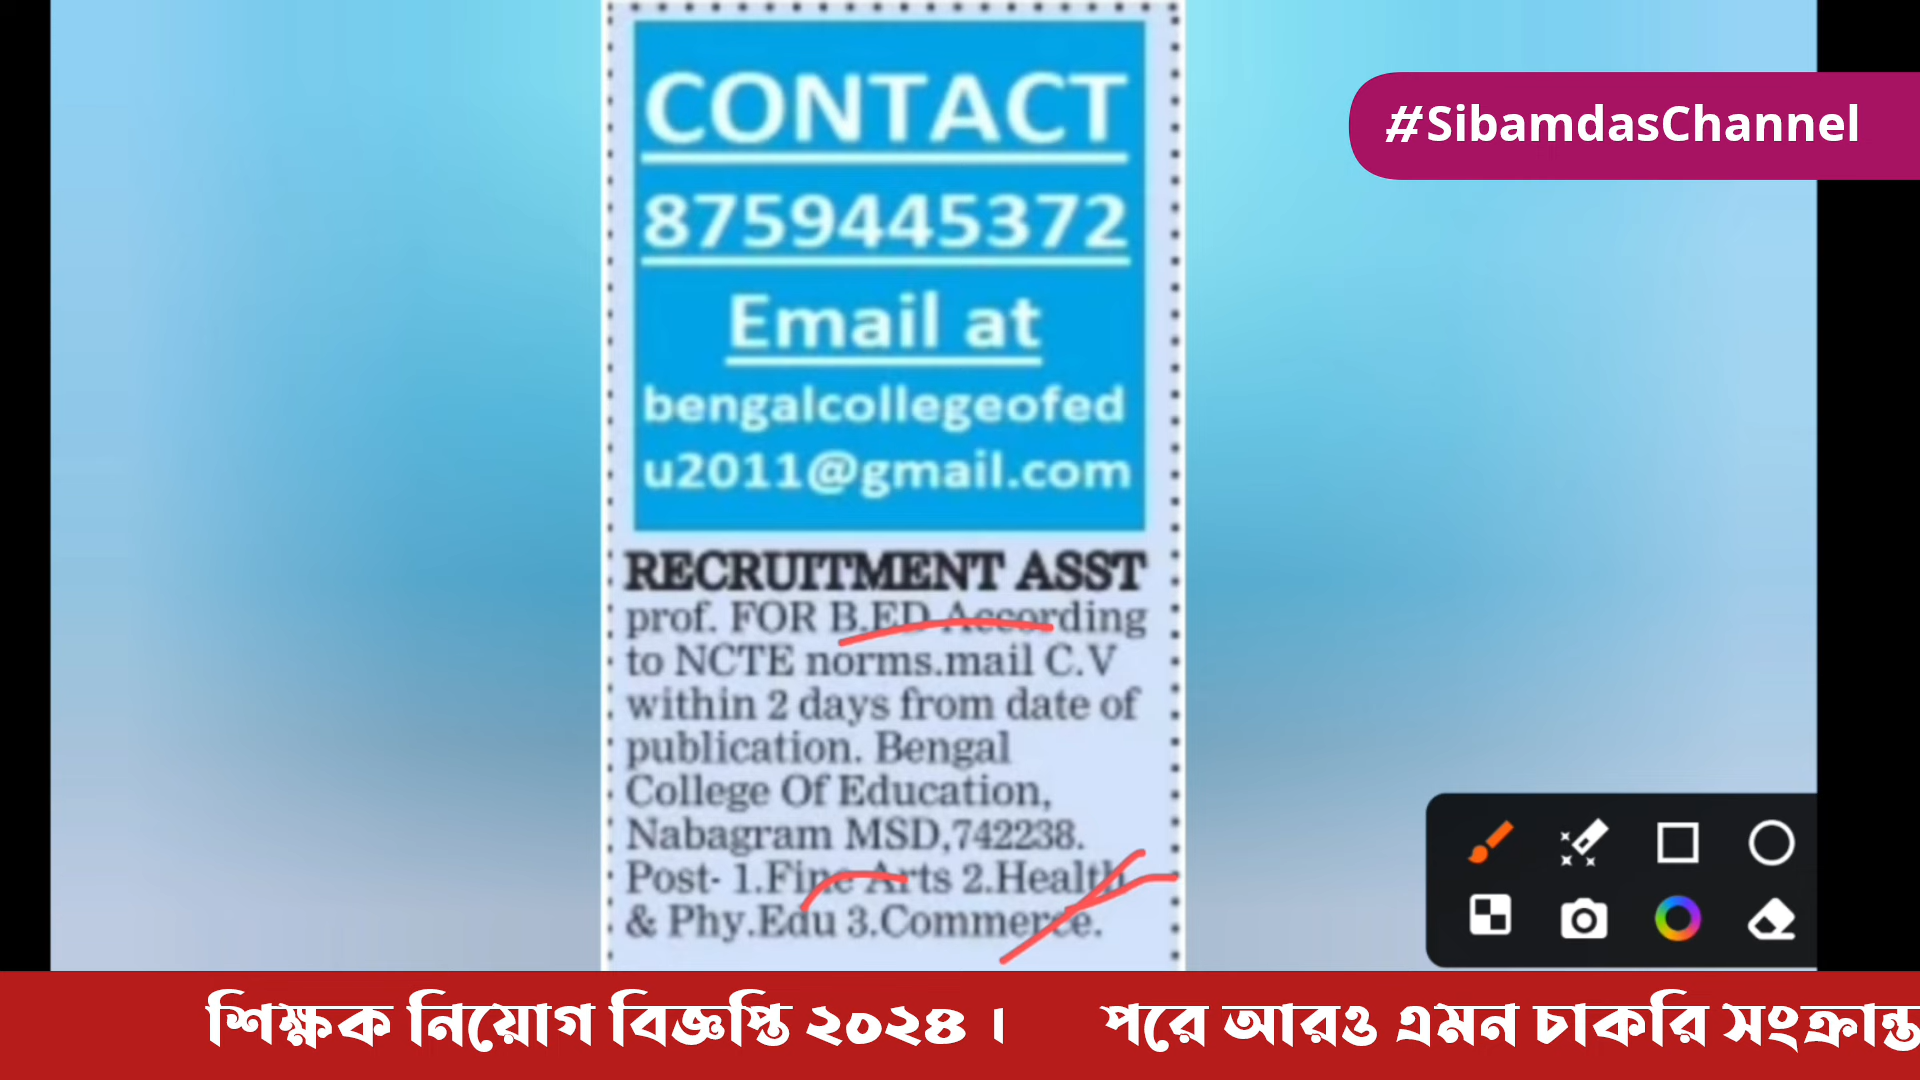 #SibamdasChannel
CONTACT
8759445372
Email at
bengalcollegeofed
u2011@gmail.com
RECRUITMENT ASST
prof. FOR B.ED According
to NCTE norms.mail C.V
within 2 days from date of
publication. Bengal
College Of Education,
Nabagram MSD,742238.
Post- 1.Fine Arts 2.Health
& Phy.Edu 3.Commerce.
শিক্ষক নিয়োগ বিজ্ঞপ্তি ২০২৪ । পরে আরও এমন চাকরি সংক্রান্ত